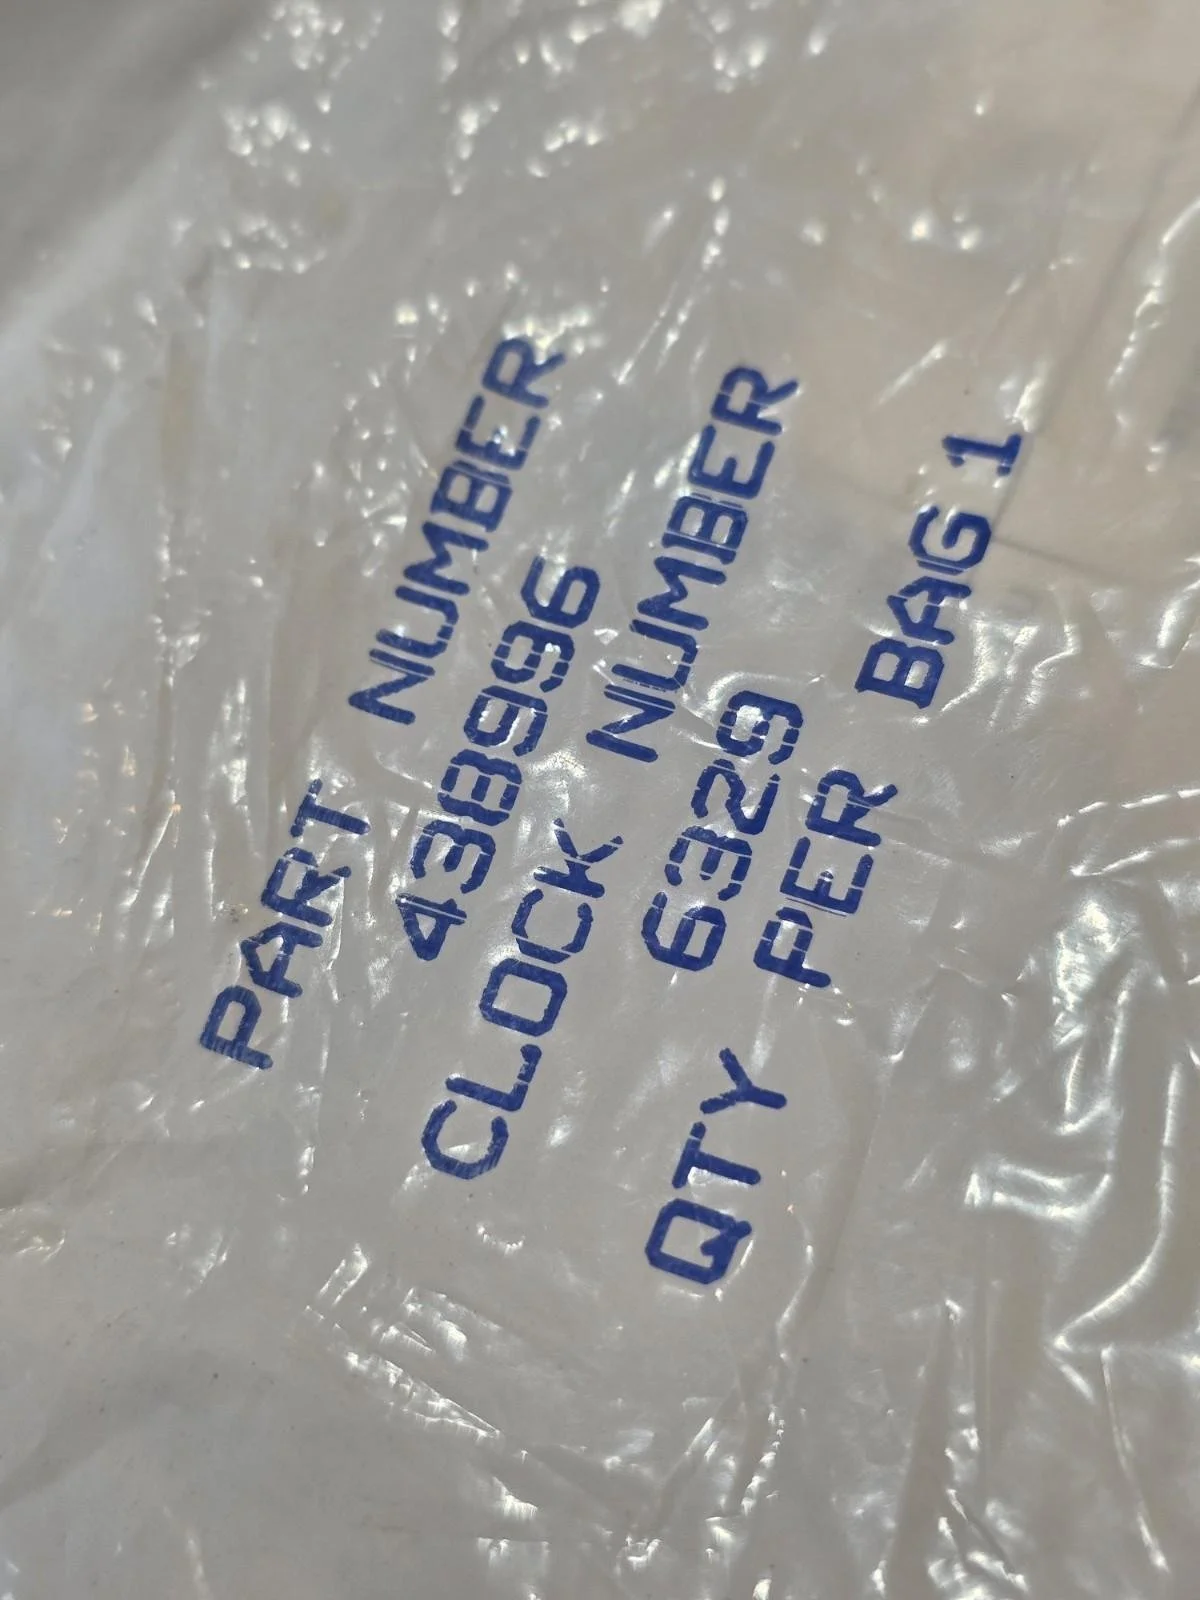 PART NUMBER
438996
CLOCK NUMBER
6329
QTY PER BAG 1